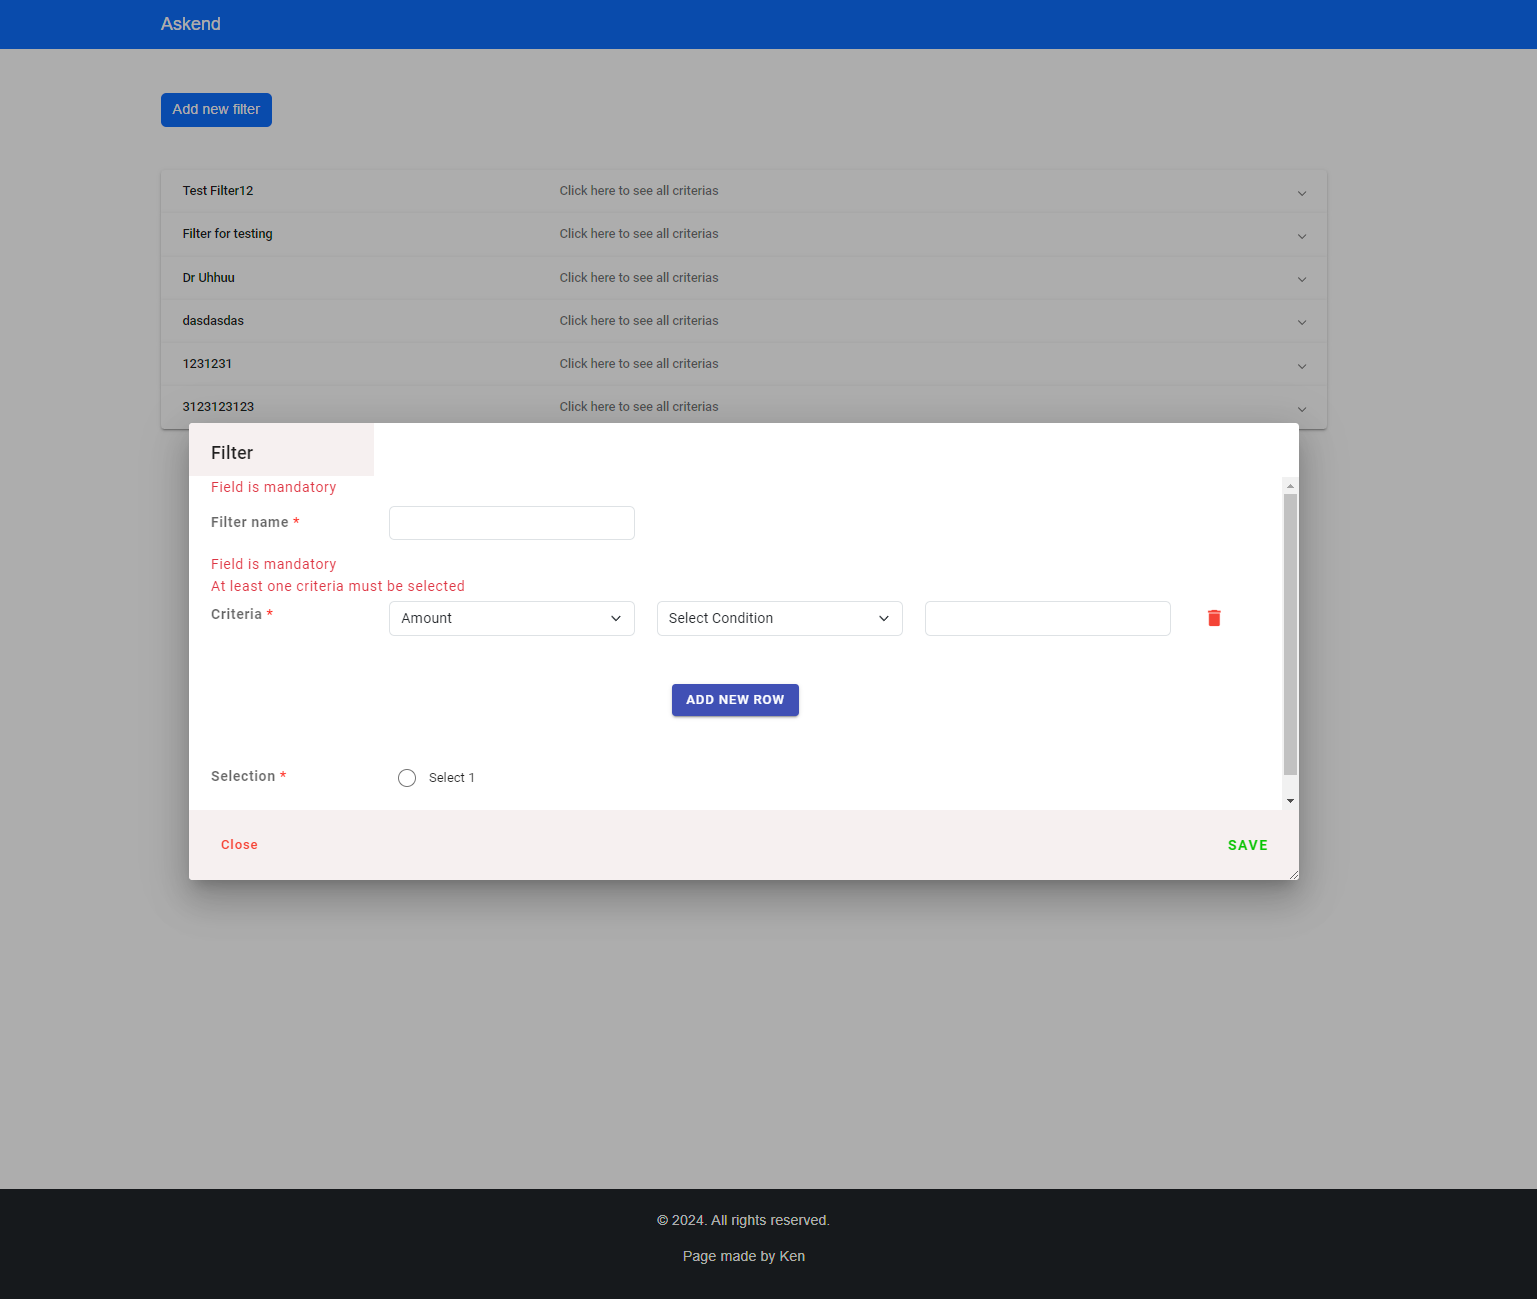 Askend
Add new filter
Test Filter12 Click here to see all criterias
Filter for testing Click here to see all criterias
Dr Uhhuu Click here to see all criterias
dasdasdas Click here to see all criterias
1231231 Click here to see all criterias
3123123123 Click here to see all criterias
Filter
Field is mandatory
Filter name *
Field is mandatory
At least one criteria must be selected
Criteria * Amount Select Condition
ADD NEW ROW
Selection * Select 1
Close SAVE
© 2024. All rights reserved.
Page made by Ken